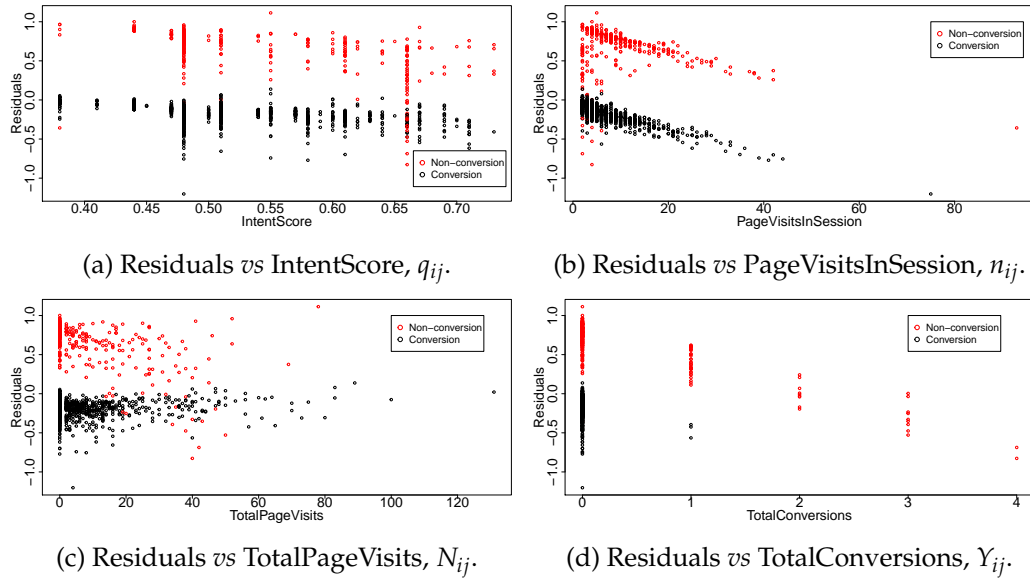 1.0
0.5
0.0
−0.5
−1.0
Residuals
Non−conversion
Conversion
0.40 0.45 0.50 0.55 0.60 0.65 0.70
IntentScore
(a) Residuals vs IntentScore, qij.
1.0
0.5
0.0
−0.5
−1.0
Residuals
Non−conversion
Conversion
0 20 40 60 80
PageVisitsInSession
(b) Residuals vs PageVisitsInSession, nij.
1.0
0.5
0.0
−0.5
−1.0
Residuals
Non−conversion
Conversion
0 20 40 60 80 100 120
TotalPageVisits
(c) Residuals vs TotalPageVisits, Nij.
1.0
0.5
0.0
−0.5
−1.0
Residuals
Non−conversion
Conversion
0 1 2 3 4
TotalConversions
(d) Residuals vs TotalConversions, Yij.